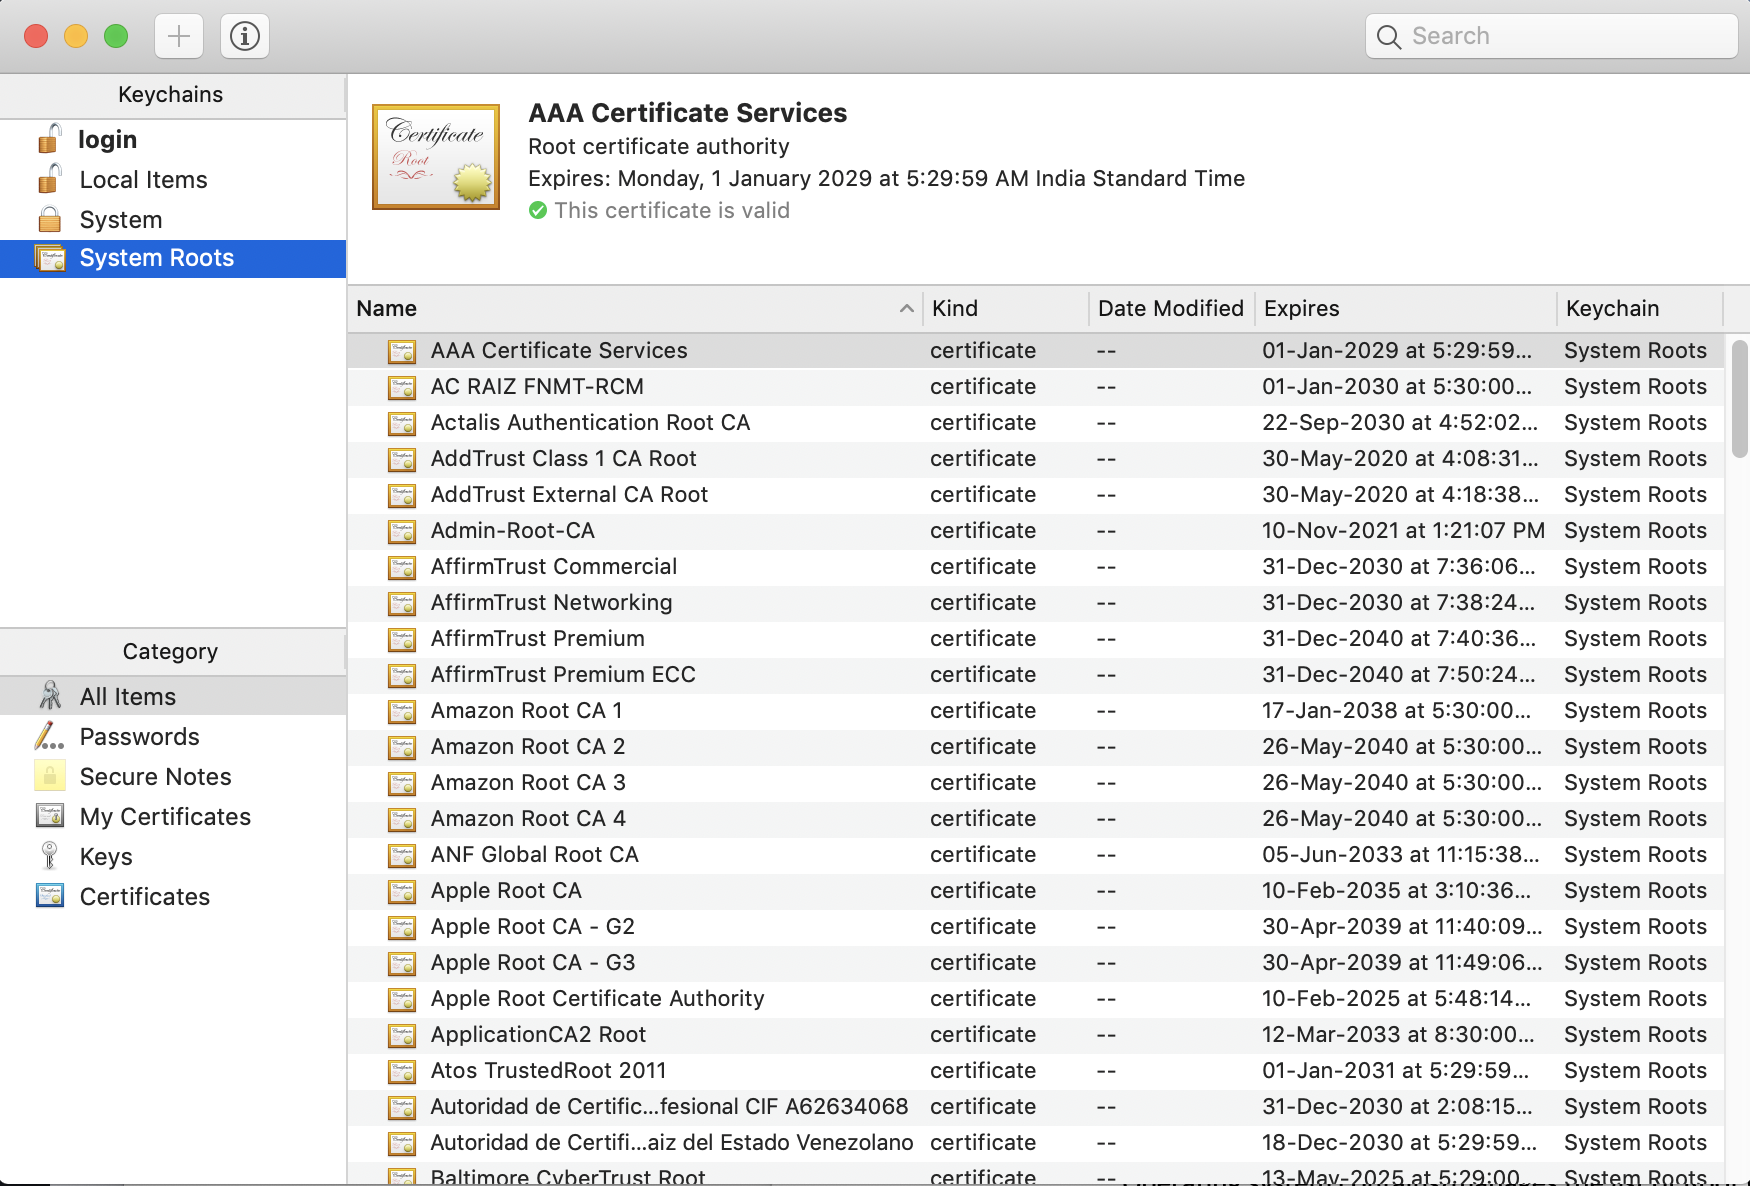 Search
Keychains
login
Local Items
System
System Roots
Category
All Items
Passwords
Secure Notes
My Certificates
Keys
Certificates
Certificate
Root
AAA Certificate Services
Root certificate authority
Expires: Monday, 1 January 2029 at 5:29:59 AM India Standard Time
This certificate is valid
Name Kind Date Modified Expires Keychain
AAA Certificate Services certificate -- 01-Jan-2029 at 5:29:59... System Roots
AC RAIZ FNMT-RCM certificate -- 01-Jan-2030 at 5:30:00... System Roots
Actalis Authentication Root CA certificate -- 22-Sep-2030 at 4:52:02... System Roots
AddTrust Class 1 CA Root certificate -- 30-May-2020 at 4:08:31... System Roots
AddTrust External CA Root certificate -- 30-May-2020 at 4:18:38... System Roots
Admin-Root-CA certificate -- 10-Nov-2021 at 1:21:07 PM System Roots
AffirmTrust Commercial certificate -- 31-Dec-2030 at 7:36:06... System Roots
AffirmTrust Networking certificate -- 31-Dec-2030 at 7:38:24... System Roots
AffirmTrust Premium certificate -- 31-Dec-2040 at 7:40:36... System Roots
AffirmTrust Premium ECC certificate -- 31-Dec-2040 at 7:50:24... System Roots
Amazon Root CA 1 certificate -- 17-Jan-2038 at 5:30:00... System Roots
Amazon Root CA 2 certificate -- 26-May-2040 at 5:30:00... System Roots
Amazon Root CA 3 certificate -- 26-May-2040 at 5:30:00... System Roots
Amazon Root CA 4 certificate -- 26-May-2040 at 5:30:00... System Roots
ANF Global Root CA certificate -- 05-Jun-2033 at 11:15:38... System Roots
Apple Root CA certificate -- 10-Feb-2035 at 3:10:36... System Roots
Apple Root CA - G2 certificate -- 30-Apr-2039 at 11:40:09... System Roots
Apple Root CA - G3 certificate -- 30-Apr-2039 at 11:49:06... System Roots
Apple Root Certificate Authority certificate -- 10-Feb-2025 at 5:48:14... System Roots
ApplicationCA2 Root certificate -- 12-Mar-2033 at 8:30:00... System Roots
Atos TrustedRoot 2011 certificate -- 01-Jan-2031 at 5:29:59... System Roots
Autoridad de Certific...fesional CIF A62634068 certificate -- 31-Dec-2030 at 2:08:15... System Roots
Autoridad de Certifi...aiz del Estado Venezolano certificate -- 18-Dec-2030 at 5:29:59... System Roots
Baltimore CyberTrust Root certificate -- 13-May-2025 at 5:29:00... System Roots